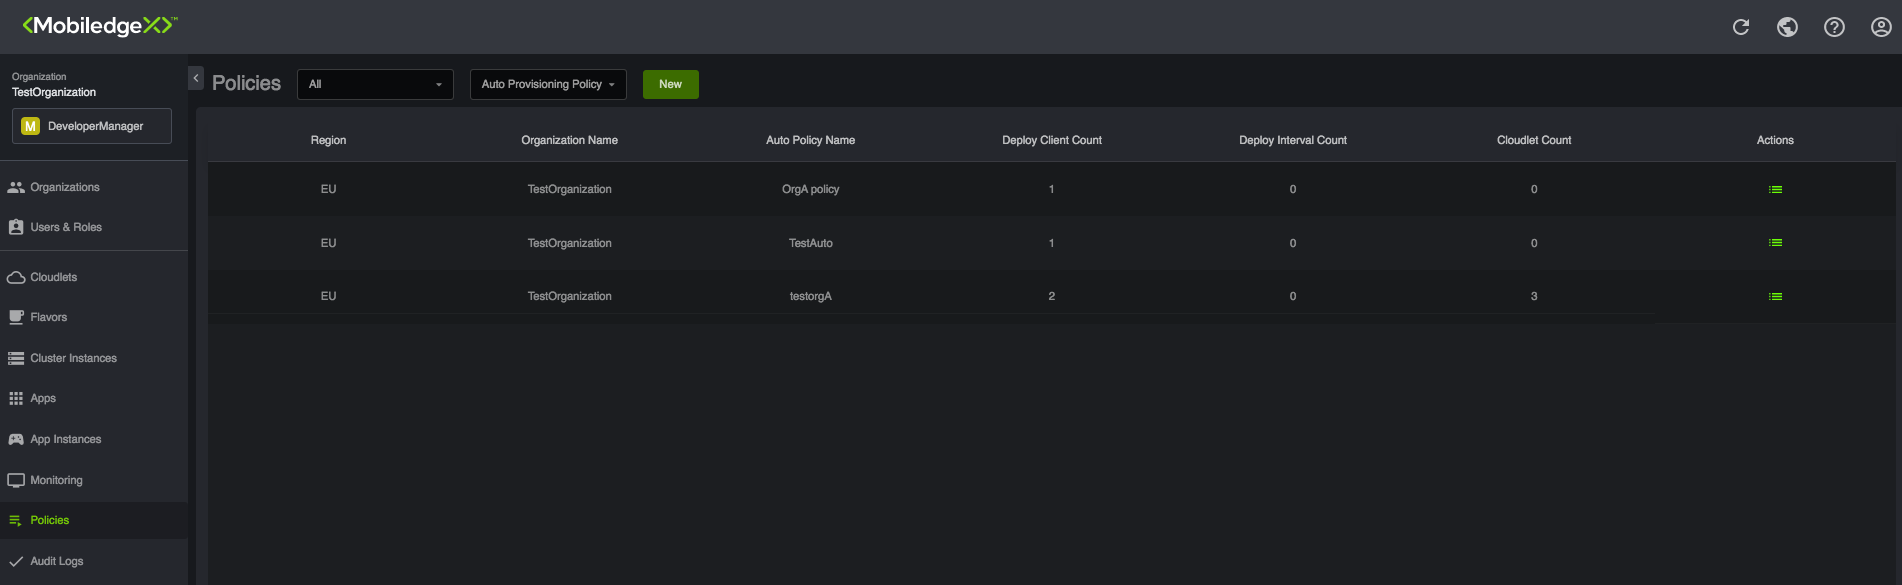 <MobiledgeX>™
Organization
TestOrganization
M DeveloperManager
Organizations
Users & Roles
Cloudlets
Flavors
Cluster Instances
Apps
App Instances
Monitoring
Policies
Audit Logs
Policies All Auto Provisioning Policy New
Region Organization Name Auto Policy Name Deploy Client Count Deploy Interval Count Cloudlet Count Actions
EU TestOrganization OrgA policy 1 0 0
EU TestOrganization TestAuto 1 0 0
EU TestOrganization testorgA 2 0 3